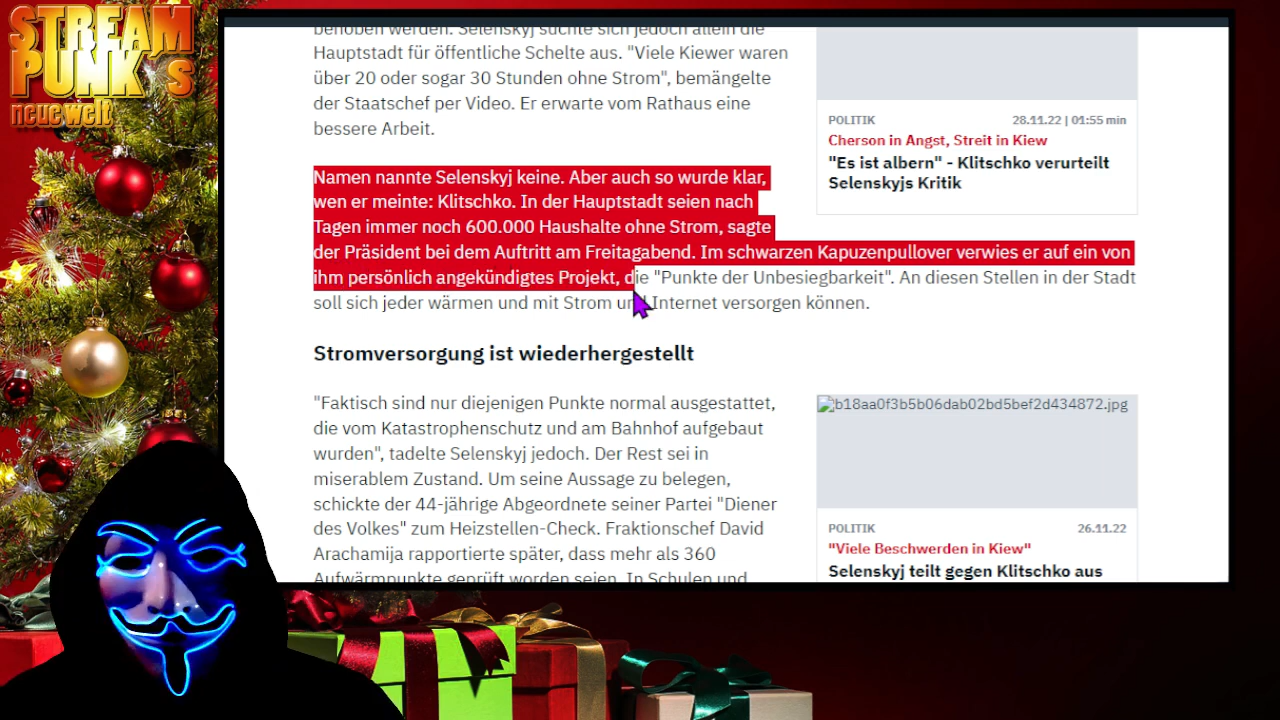 STREAM
PUNK´s
neue welt
behoben werden. Selenskyj suchte sich jedoch allein die
Hauptstadt für öffentliche Schelte aus. "Viele Kiewer waren
über 20 oder sogar 30 Stunden ohne Strom", bemängelte
der Staatschef per Video. Er erwarte vom Rathaus eine
bessere Arbeit.
POLITIK 28.11.22 | 01:55 min
Cherson in Angst, Streit in Kiew
"Es ist albern" - Klitschko verurteilt
Selenskyjs Kritik
Namen nannte Selenskyj keine. Aber auch so wurde klar,
wen er meinte: Klitschko. In der Hauptstadt seien nach
Tagen immer noch 600.000 Haushalte ohne Strom, sagte
der Präsident bei dem Auftritt am Freitagabend. Im schwarzen Kapuzenpullover verwies er auf ein von
ihm persönlich angekündigtes Projekt, die "Punkte der Unbesiegbarkeit". An diesen Stellen in der Stadt
soll sich jeder wärmen und mit Strom und Internet versorgen können.
Stromversorgung ist wiederhergestellt
"Faktisch sind nur diejenigen Punkte normal ausgestattet,
die vom Katastrophenschutz und am Bahnhof aufgebaut
wurden", tadelte Selenskyj jedoch. Der Rest sei in
miserablem Zustand. Um seine Aussage zu belegen,
schickte der 44-jährige Abgeordnete seiner Partei "Diener
des Volkes" zum Heizstellen-Check. Fraktionschef David
Arachamija rapportierte später, dass mehr als 360
Aufwärmpunkte geprüft worden seien. In Schulen und
b18aa0f3b5b06dab02bd5bef2d434872.jpg
POLITIK 26.11.22
"Viele Beschwerden in Kiew"
Selenskyj teilt gegen Klitschko aus